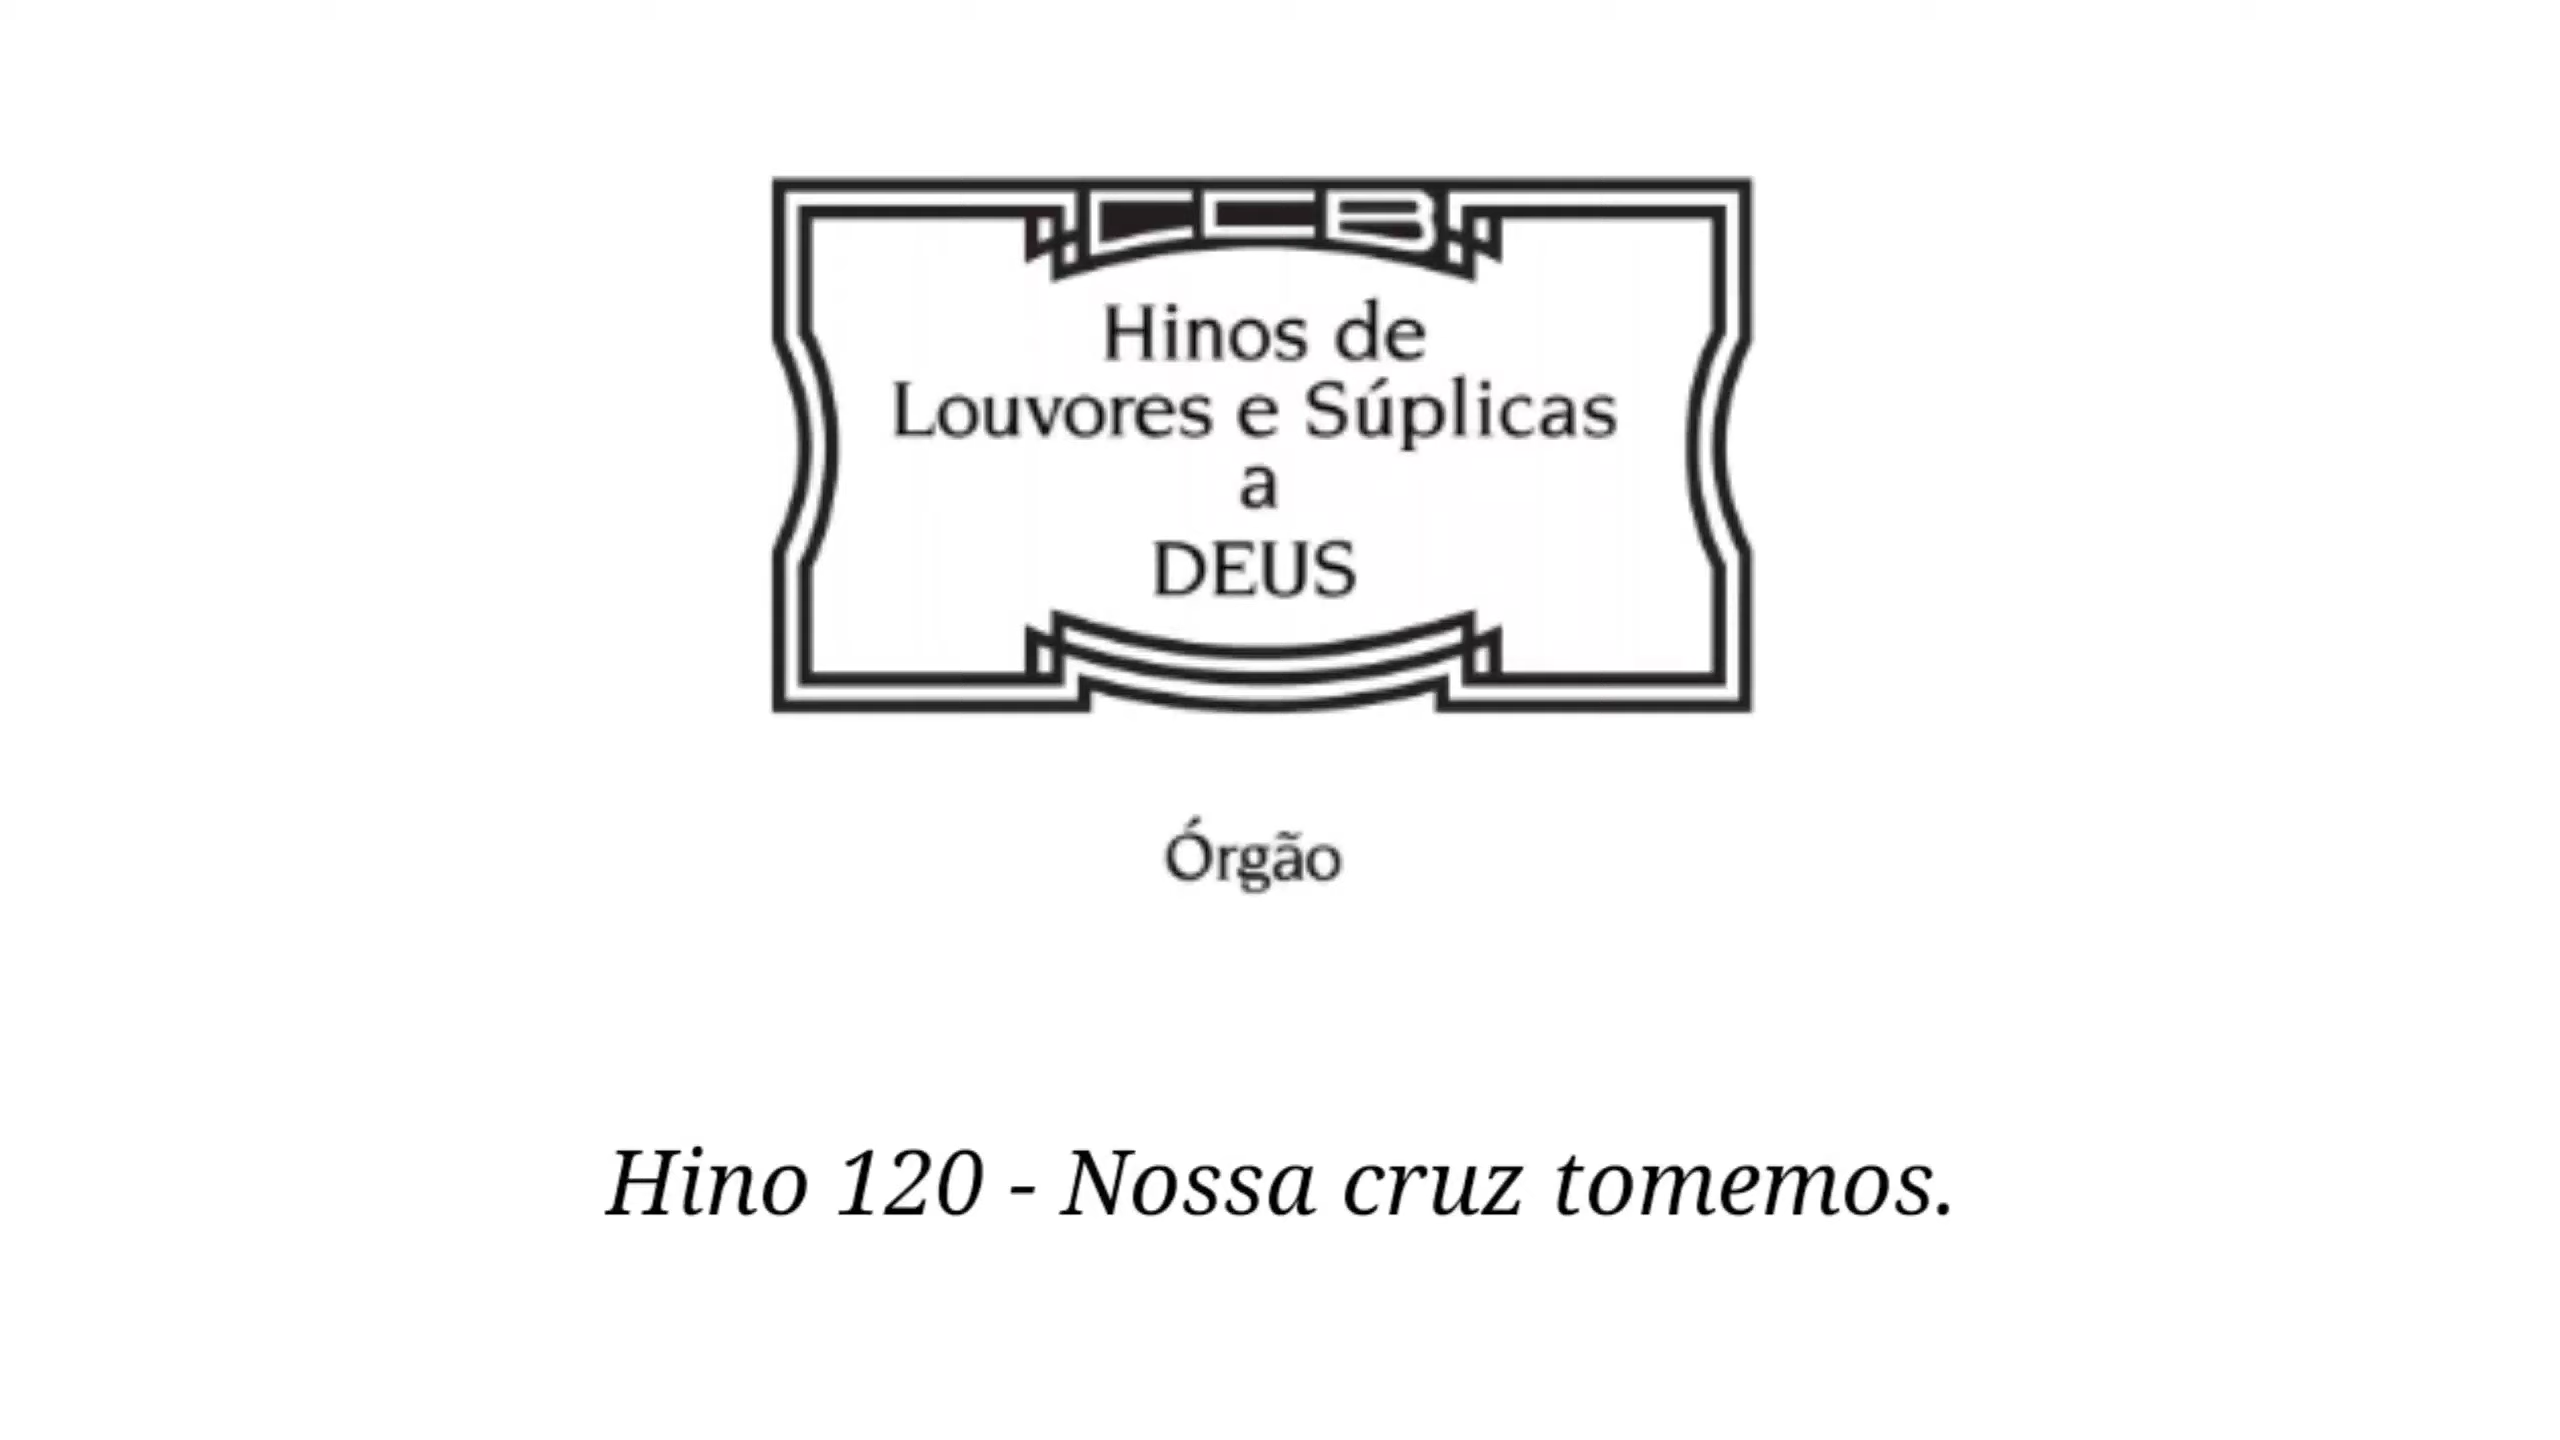 CCB
Hinos de
Louvores e Súplicas
a
DEUS
Órgão
Hino 120 - Nossa cruz tomemos.